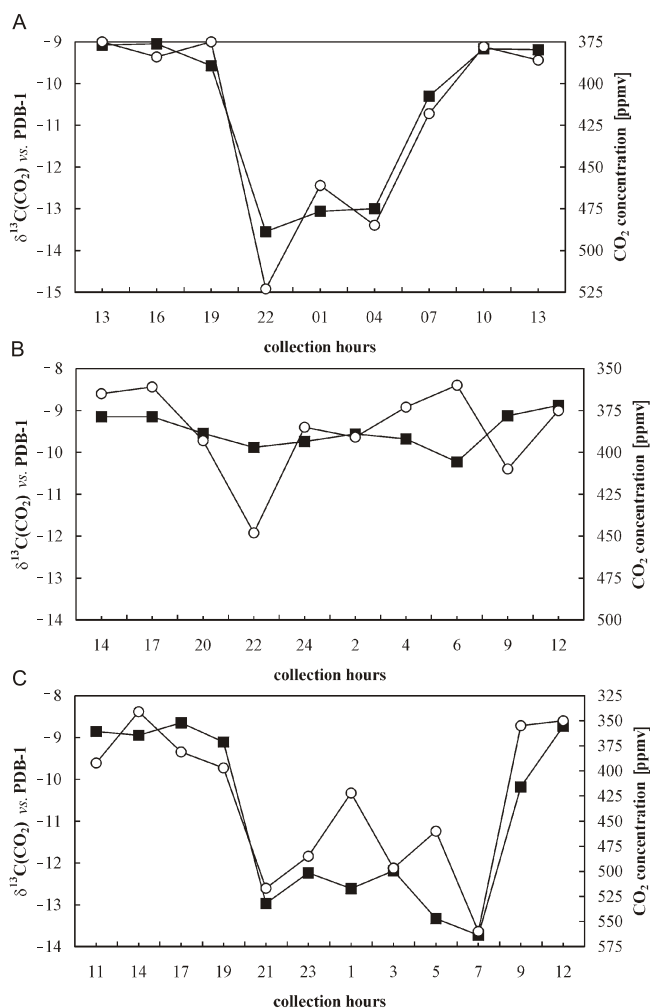 A
−9 −10 −11 −12 −13 −14 −15
δ¹³C(CO₂) vs. PDB-1
375 400 425 450 475 500 525
CO₂ concentration [ppmv]
13 16 19 22 01 04 07 10 13
collection hours
B
−8 −9 −10 −11 −12 −13 −14
δ¹³C(CO₂) vs. PDB-1
350 375 400 425 450 475 500
CO₂ concentration [ppmv]
14 17 20 22 24 2 4 6 9 12
collection hours
C
−8 −9 −10 −11 −12 −13 −14
δ¹³C(CO₂) vs. PDB-1
325 350 375 400 425 450 475 500 525 550 575
CO₂ concentration [ppmv]
11 14 17 19 21 23 1 3 5 7 9 12
collection hours